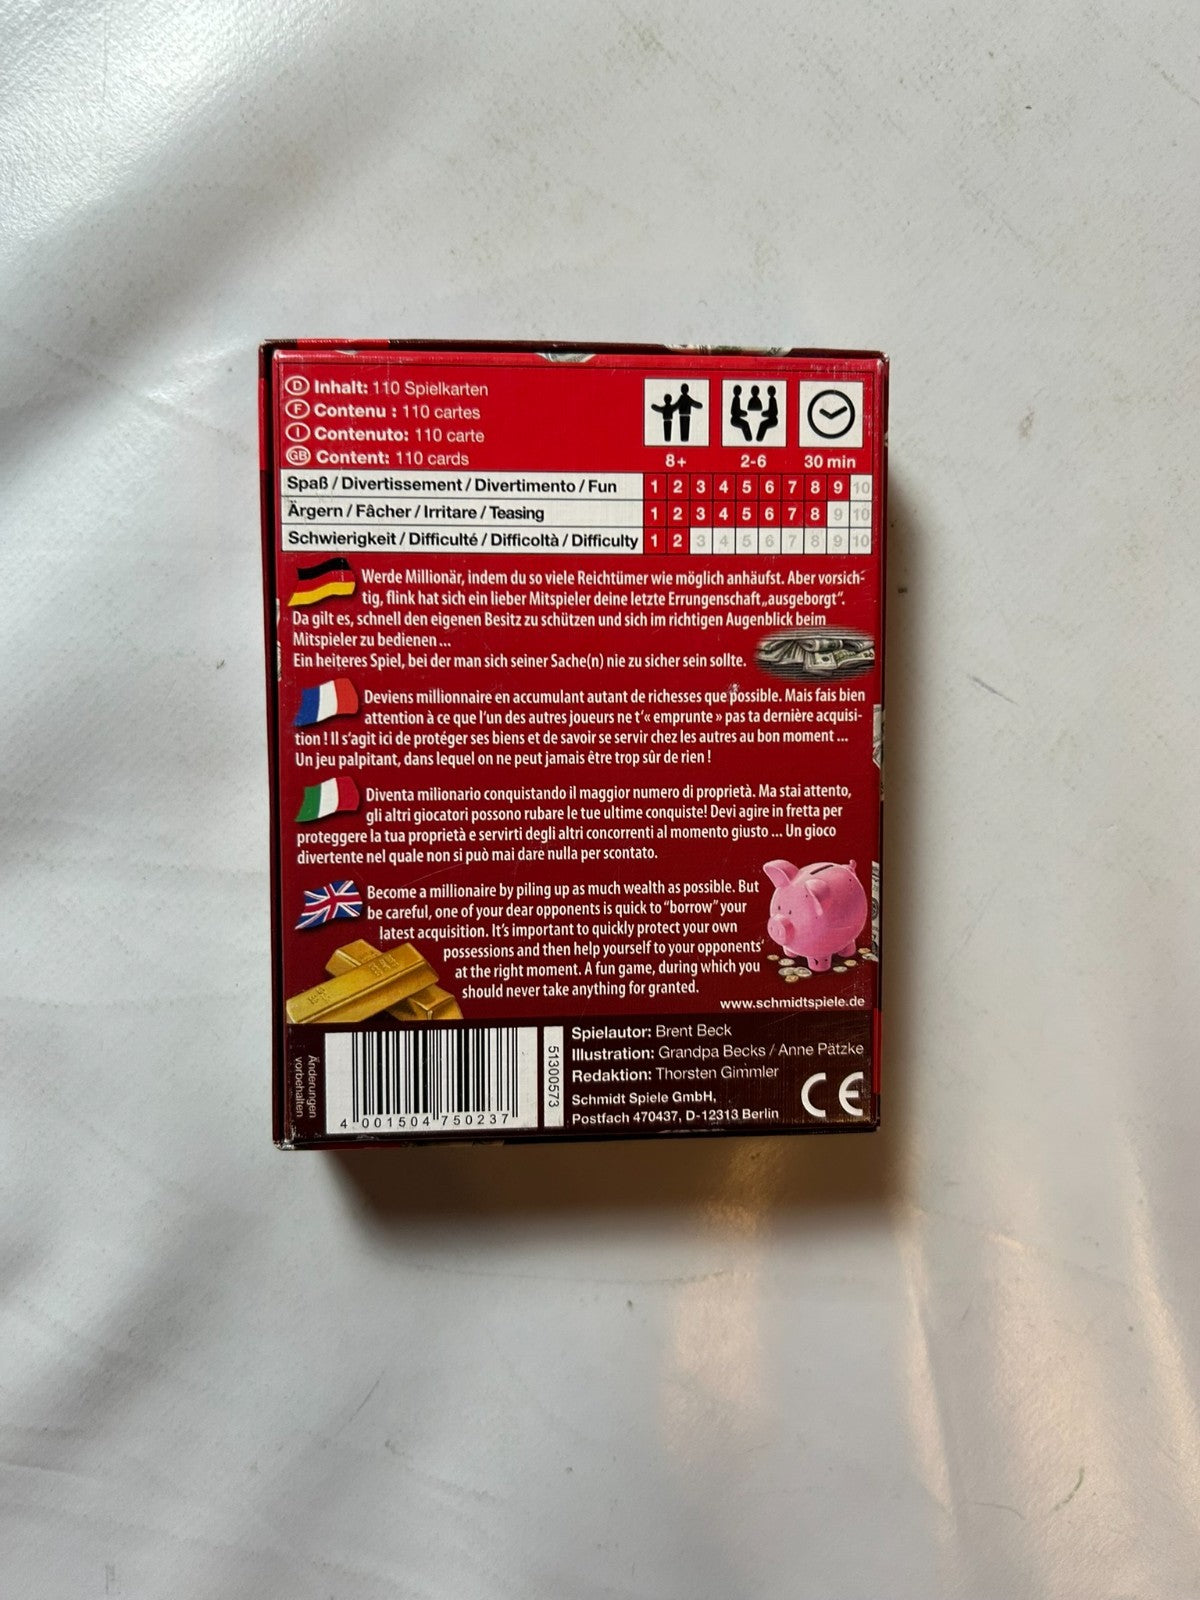 D Inhalt: 110 Spielkarten
F Contenu : 110 cartes
I Contenuto: 110 carte
GB Content: 110 cards
8+ 2-6 30 min
Spaß / Divertissement / Divertimento / Fun 1 2 3 4 5 6 7 8 9 10
Ärgern / Fâcher / Irritare / Teasing 1 2 3 4 5 6 7 8 9 10
Schwierigkeit / Difficulté / Difficoltà / Difficulty 1 2 3 4 5 6 7 8 9 10
Werde Millionär, indem du so viele Reichtümer wie möglich anhäufst. Aber vorsich-
tig, flink hat sich ein lieber Mitspieler deine letzte Errungenschaft „ausgeborgt“.
Da gilt es, schnell den eigenen Besitz zu schützen und sich im richtigen Augenblick beim
Mitspieler zu bedienen ...
Ein heiteres Spiel, bei der man sich seiner Sache(n) nie zu sicher sein sollte.
Deviens millionnaire en accumulant autant de richesses que possible. Mais fais bien
attention à ce que l'un des autres joueurs ne t'« emprunte » pas ta dernière acquisi-
tion ! Il s'agit ici de protéger ses biens et de savoir se servir chez les autres au bon moment ...
Un jeu palpitant, dans lequel on ne peut jamais être trop sûr de rien !
Diventa milionario conquistando il maggior numero di proprietà. Ma stai attento,
gli altri giocatori possono rubare le tue ultime conquiste! Devi agire in fretta per
proteggere la tua proprietà e servirti degli altri concorrenti al momento giusto ... Un gioco
divertente nel quale non si può mai dare nulla per scontato.
Become a millionaire by piling up as much wealth as possible. But
be careful, one of your dear opponents is quick to "borrow" your
latest acquisition. It's important to quickly protect your own
possessions and then help yourself to your opponents'
at the right moment. A fun game, during which you
should never take anything for granted.
www.schmidtspiele.de
Änderungen
vorbehalten
4 001504 750237
51300573
Spielautor: Brent Beck
Illustration: Grandpa Becks / Anne Pätzke
Redaktion: Thorsten Gimmler
Schmidt Spiele GmbH,
Postfach 470437, D-12313 Berlin
CE